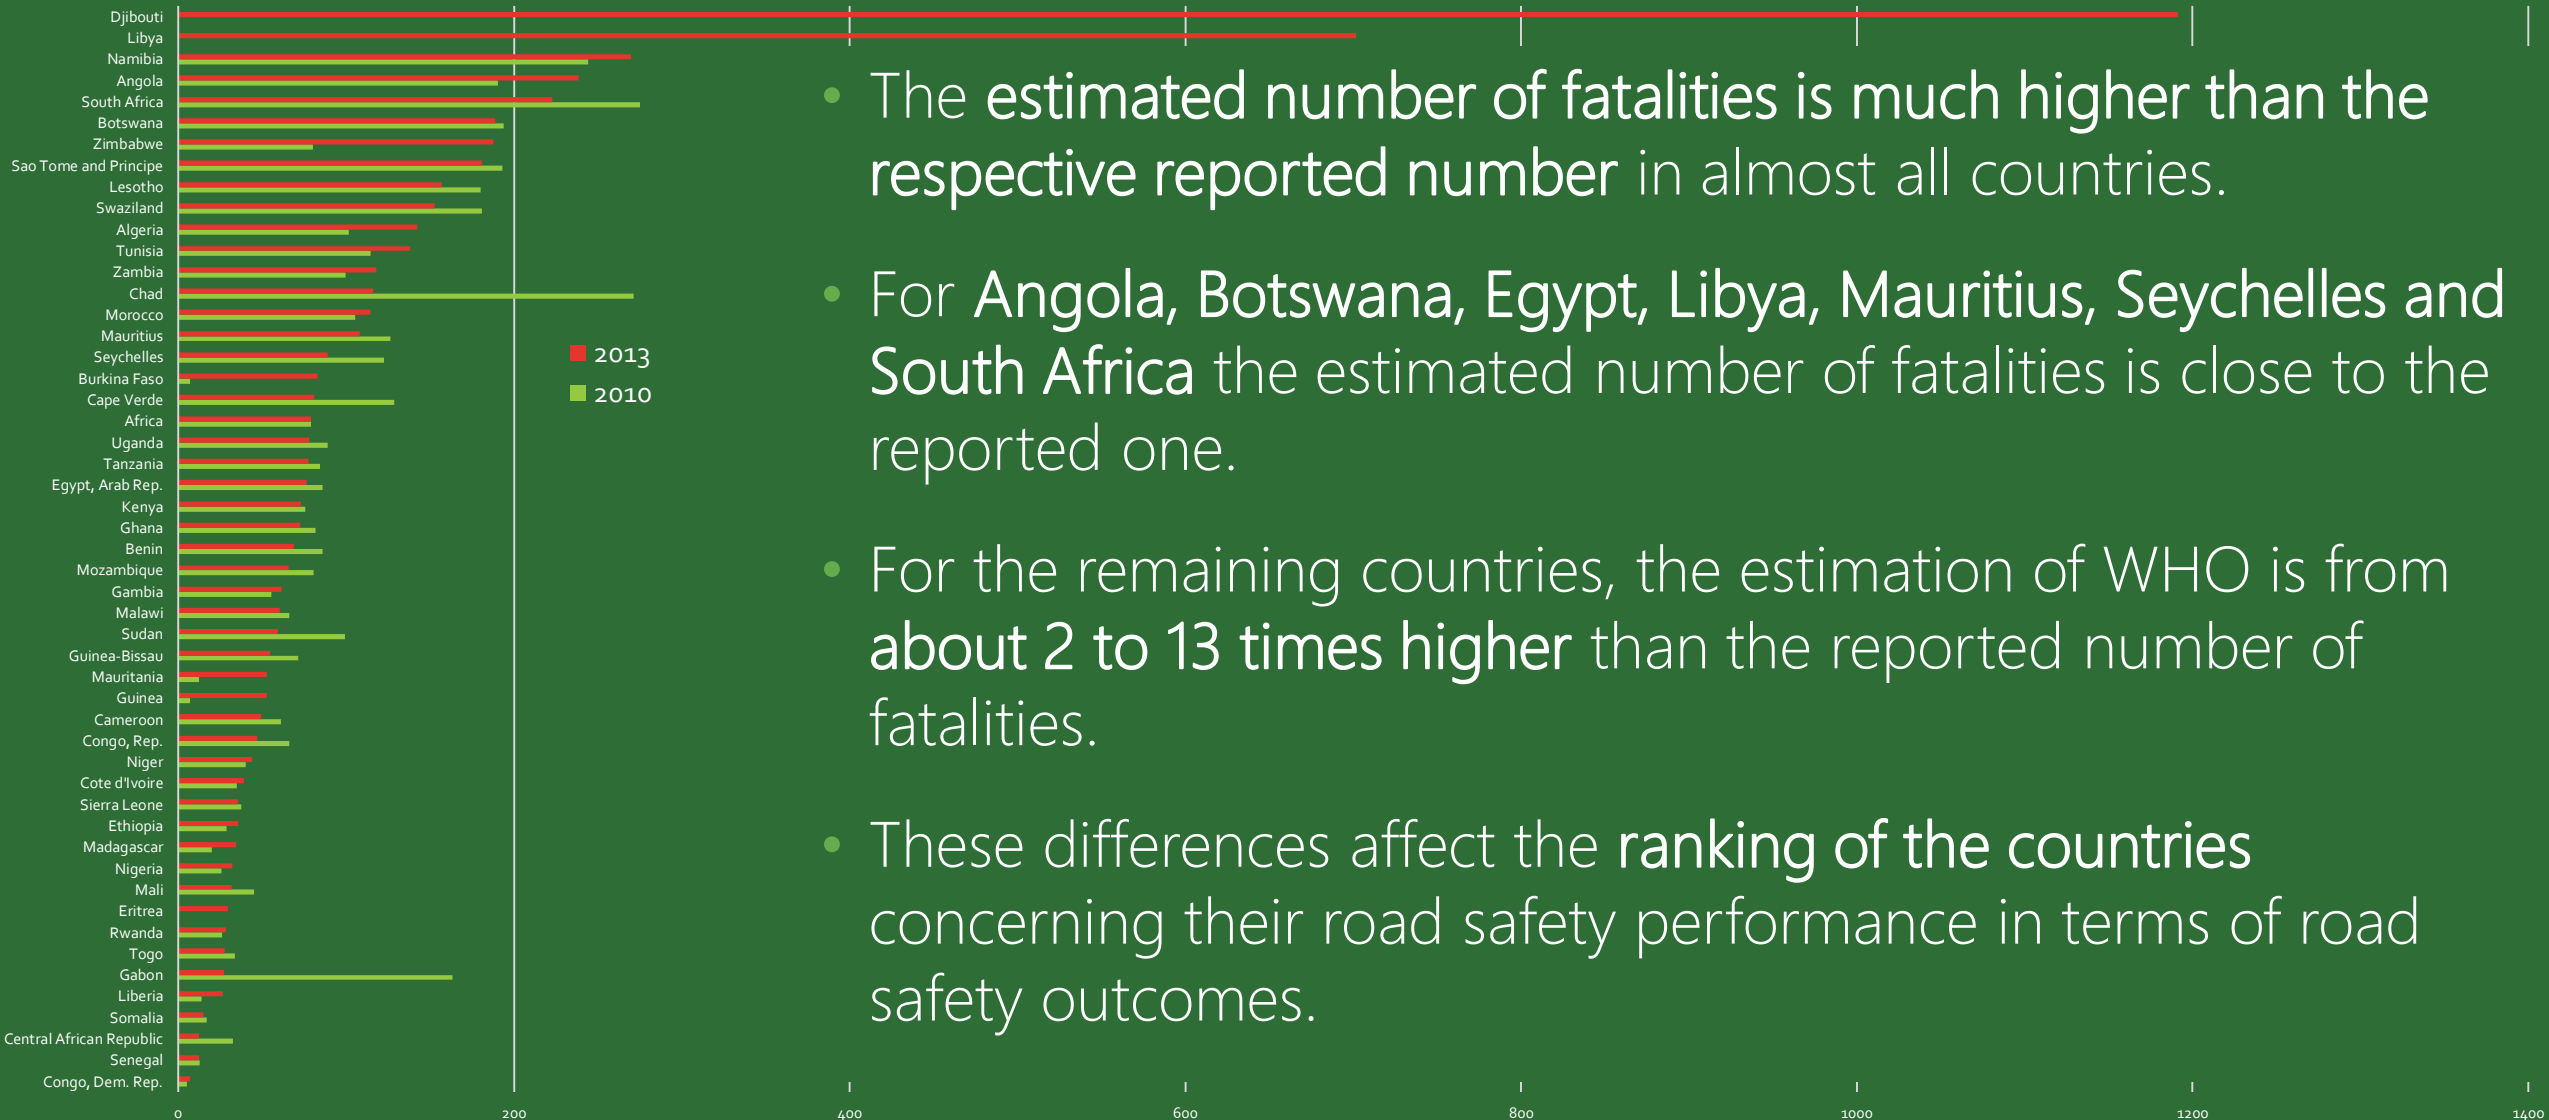 Djibouti
Libya
Namibia
Angola
South Africa
Botswana
Zimbabwe
Sao Tome and Principe
Lesotho
Swaziland
Algeria
Tunisia
Zambia
Chad
Morocco
Mauritius
Seychelles
Burkina Faso
Cape Verde
Africa
Uganda
Tanzania
Egypt, Arab Rep.
Kenya
Ghana
Benin
Mozambique
Gambia
Malawi
Sudan
Guinea-Bissau
Mauritania
Guinea
Cameroon
Congo, Rep.
Niger
Cote d'Ivoire
Sierra Leone
Ethiopia
Madagascar
Nigeria
Mali
Eritrea
Rwanda
Togo
Gabon
Liberia
Somalia
Central African Republic
Senegal
Congo, Dem. Rep.
0 200 400 600 800 1000 1200 1400
2013
2010
• The estimated number of fatalities is much higher than the
respective reported number in almost all countries.
• For Angola, Botswana, Egypt, Libya, Mauritius, Seychelles and
South Africa the estimated number of fatalities is close to the
reported one.
• For the remaining countries, the estimation of WHO is from
about 2 to 13 times higher than the reported number of
fatalities.
• These differences affect the ranking of the countries
concerning their road safety performance in terms of road
safety outcomes.